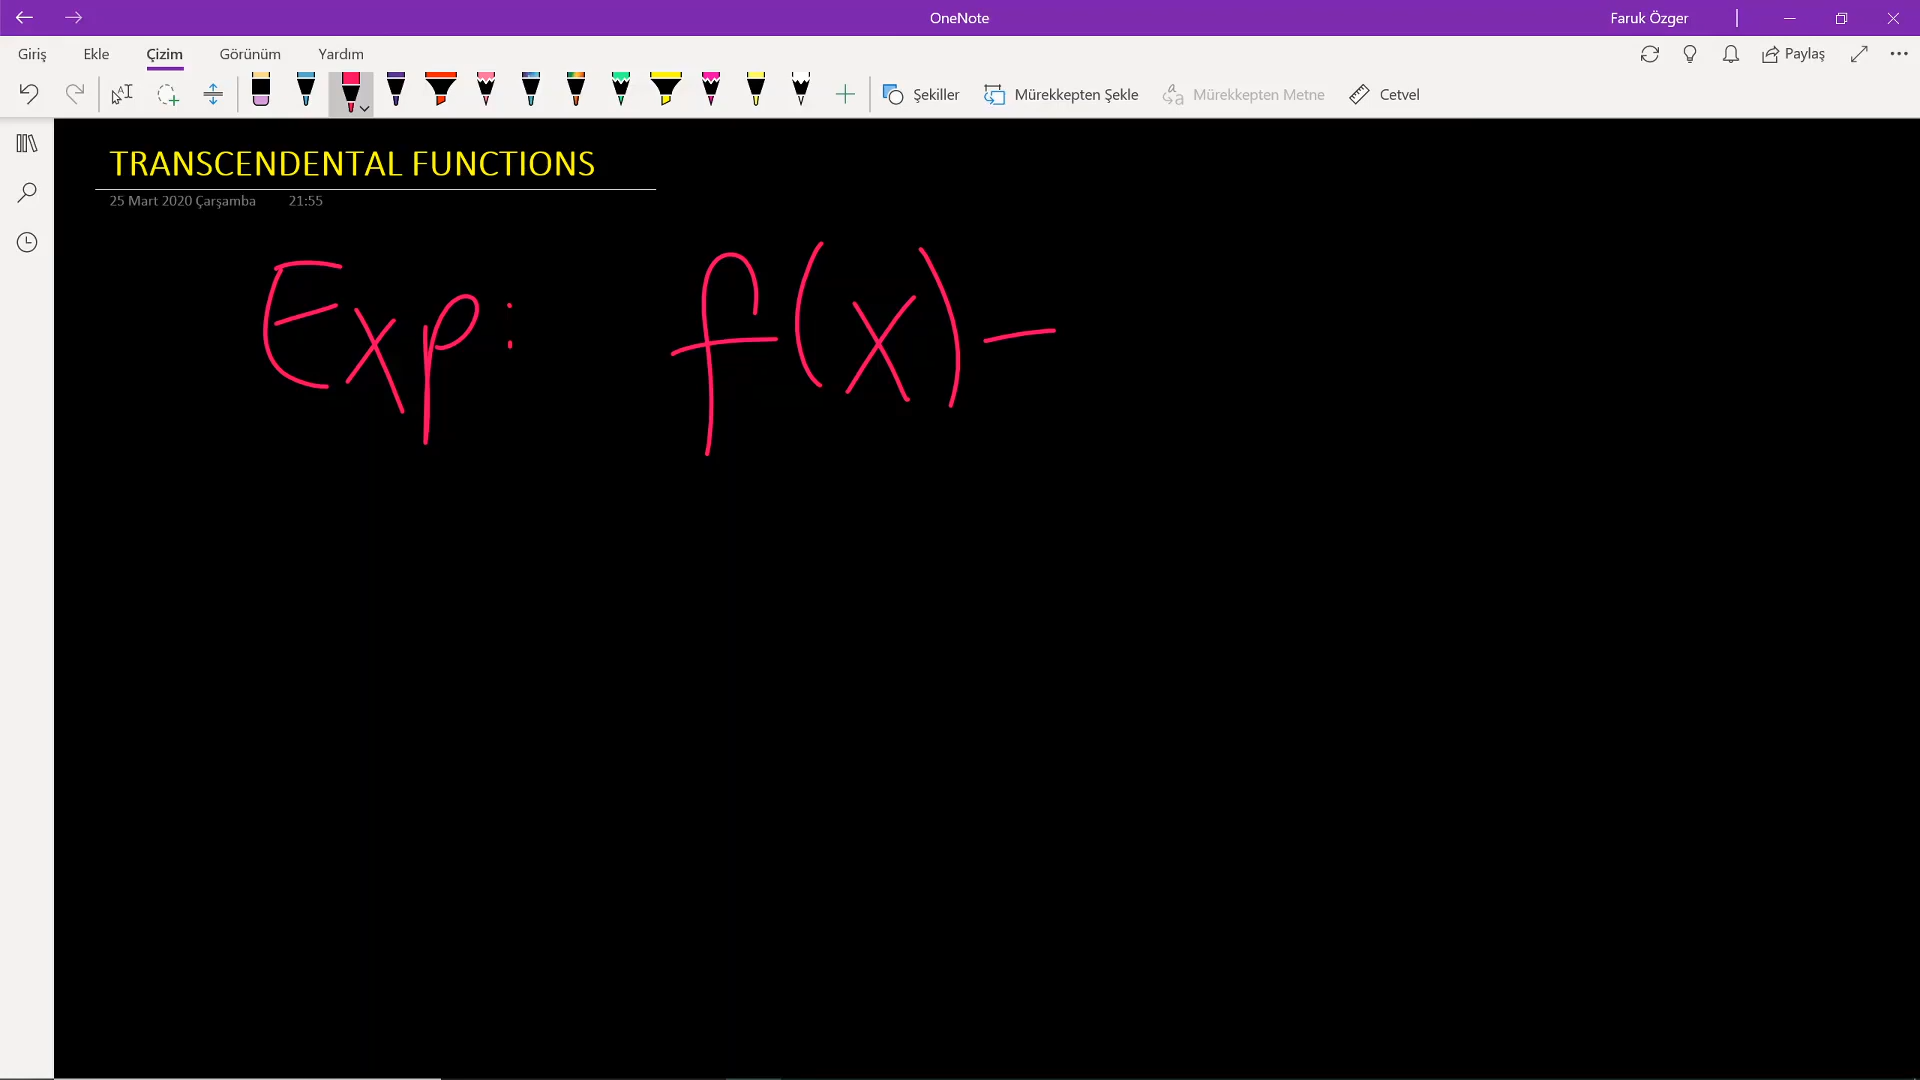 OneNote
Faruk Özger
Giriş Ekle Çizim Görünüm Yardım
Paylaş
Şekiller Mürekkepten Şekle Mürekkepten Metne Cetvel
TRANSCENDENTAL FUNCTIONS
25 Mart 2020 Çarşamba 21:55
Exp: f(x)-